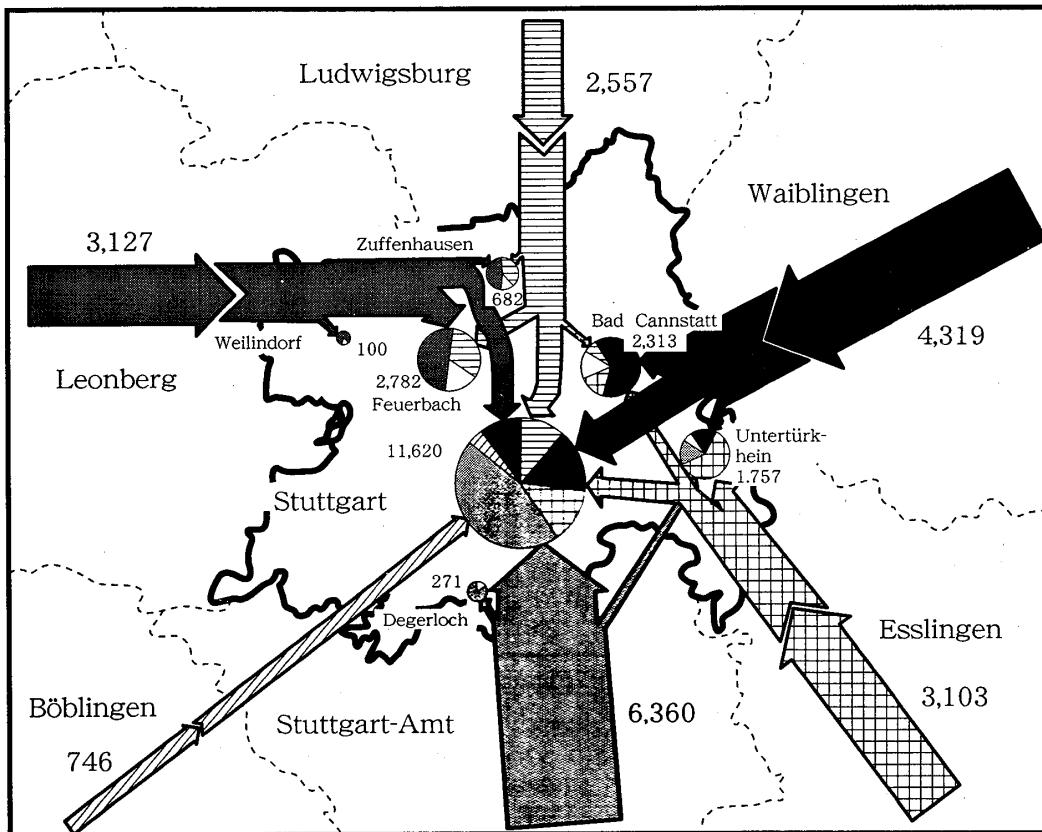 Ludwigsburg
2,557
Waiblingen
3,127
Zuffenhausen
682
Bad Cannstatt
2,313
4,319
Weilindorf
100
Leonberg
2,782
Feuerbach
11,620
Untertürk-
hein
1.757
Stuttgart
271
Degerloch
Esslingen
Böblingen
Stuttgart-Amt
6,360
3,103
746